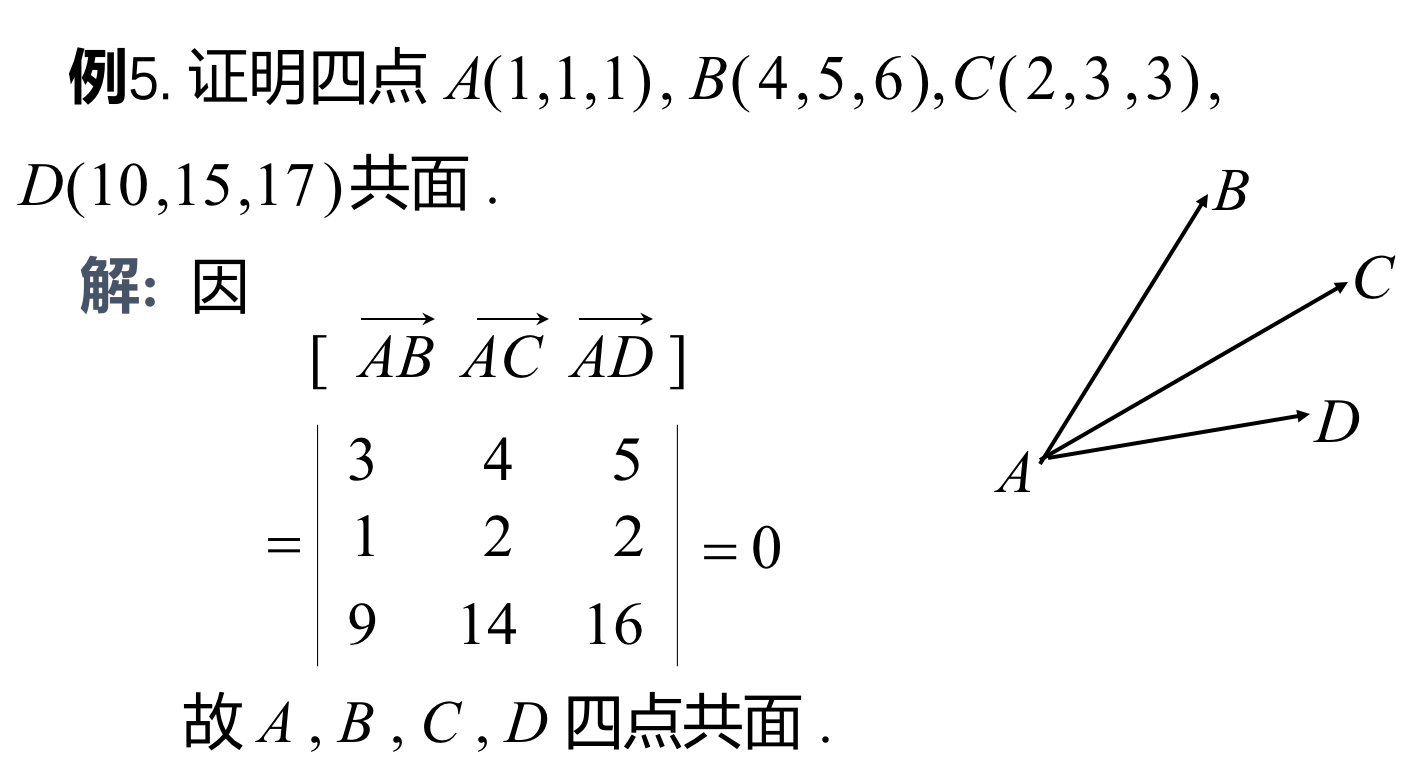 例5. 证明四点 A(1,1,1), B(4,5,6),C(2,3,3),
D(10,15,17)共面.
解: 因
[ AB AC AD ]
3 4 5
= 1 2 2 = 0
9 14 16
故 A , B , C , D 四点共面.
B
C
D
A